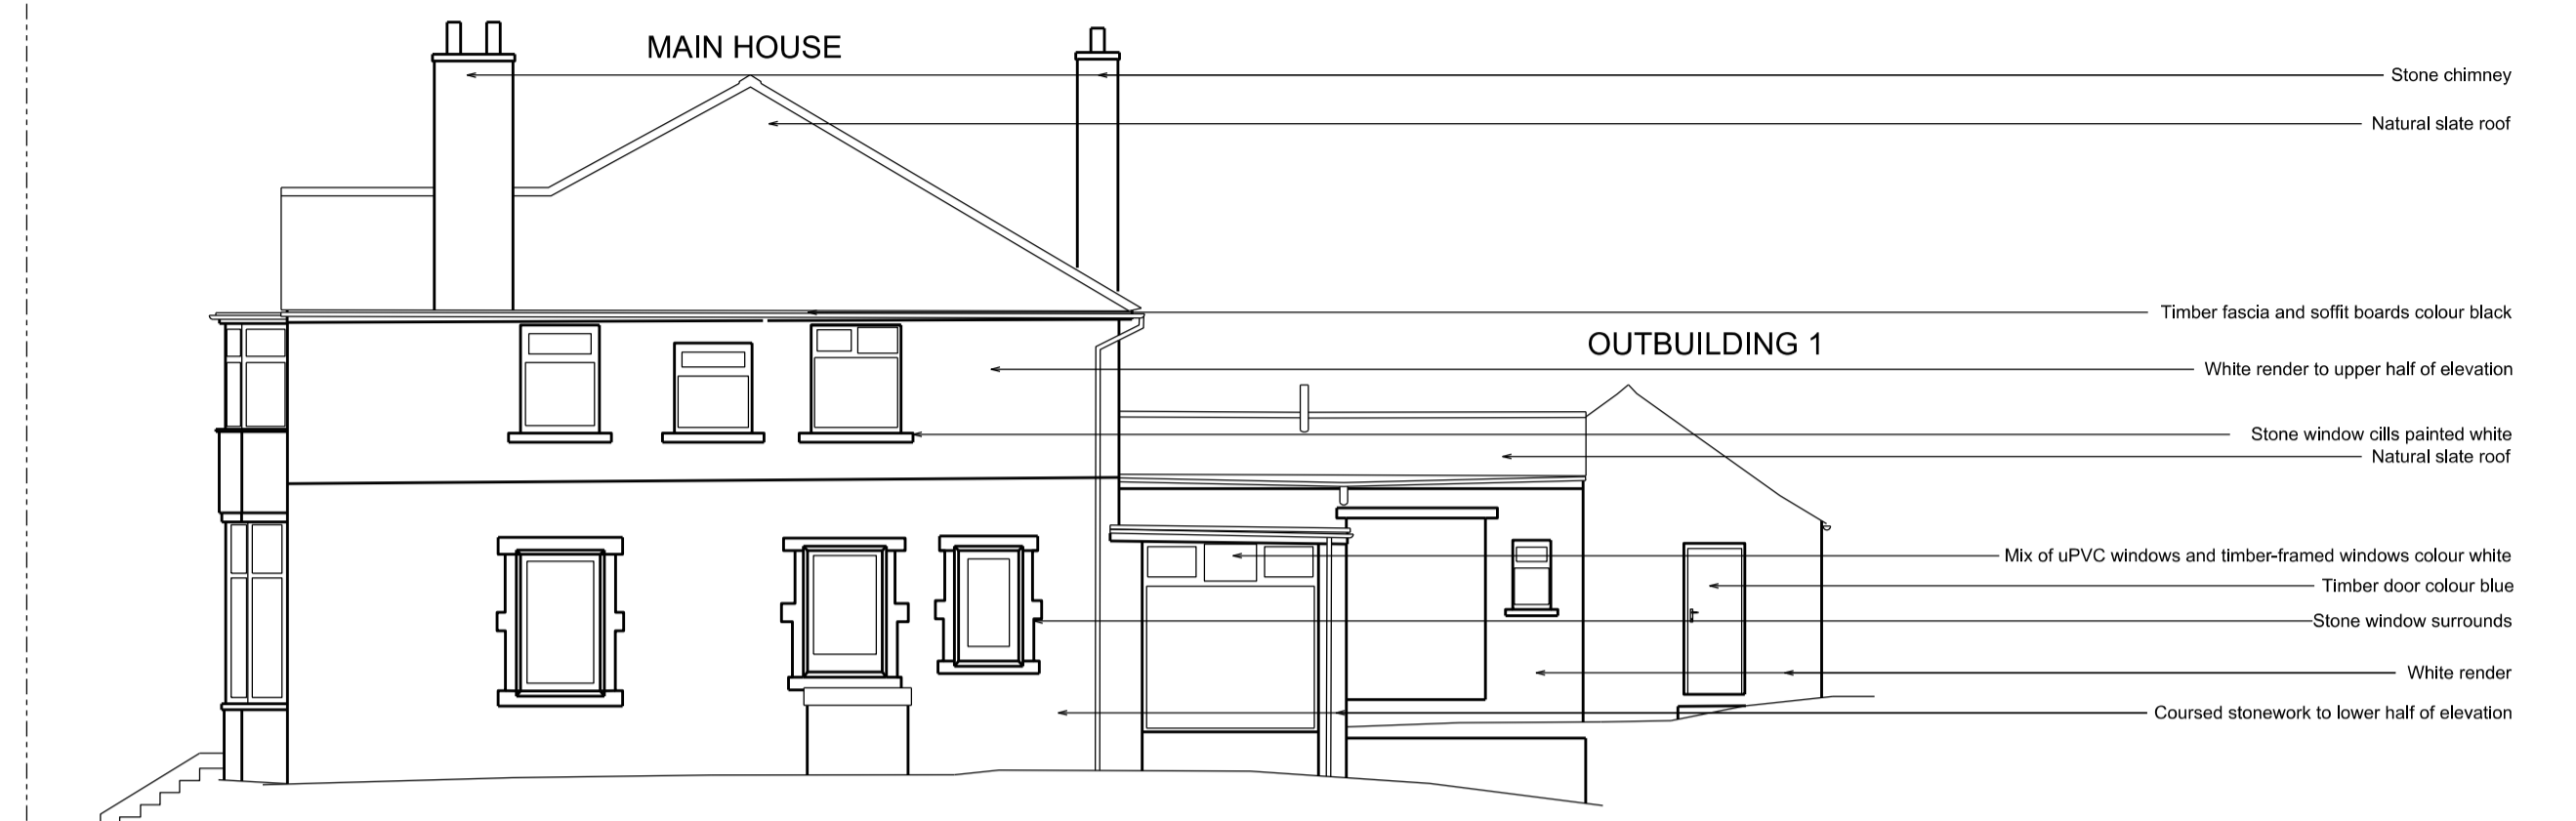 MAIN HOUSE
Stone chimney
Natural slate roof
Timber fascia and soffit boards colour black
OUTBUILDING 1
White render to upper half of elevation
Stone window cills painted white
Natural slate roof
Mix of uPVC windows and timber-framed windows colour white
Timber door colour blue
Stone window surrounds
White render
Coursed stonework to lower half of elevation